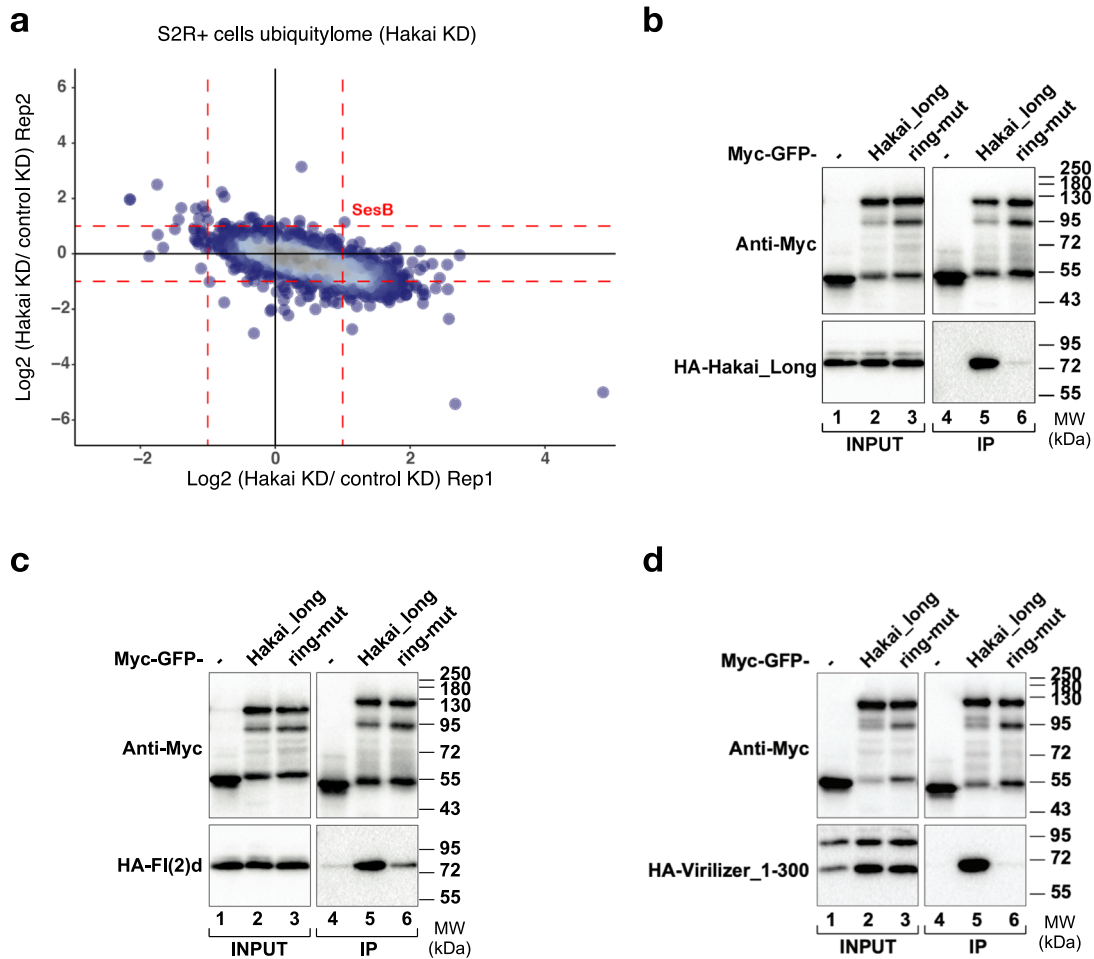 a
S2R+ cells ubiquitylome (Hakai KD)
Log2 (Hakai KD/ control KD) Rep2
6
4
2
0
−2
−4
−6
SesB
−2 0 2 4
Log2 (Hakai KD/ control KD) Rep1
b
Myc-GFP- - Hakai_long ring-mut - Hakai_long ring-mut
Anti-Myc
250
180
130
95
72
55
43
HA-Hakai_Long
95
72
55
1 2 3 4 5 6 MW
(kDa)
INPUT IP
c
Myc-GFP- - Hakai_long ring-mut - Hakai_long ring-mut
Anti-Myc
250
180
130
95
72
55
43
HA-Fl(2)d
95
72
55
1 2 3 4 5 6 MW
(kDa)
INPUT IP
d
Myc-GFP- - Hakai_long ring-mut - Hakai_long ring-mut
Anti-Myc
250
180
130
95
72
55
43
HA-Virilizer_1-300
95
72
55
1 2 3 4 5 6 MW
(kDa)
INPUT IP